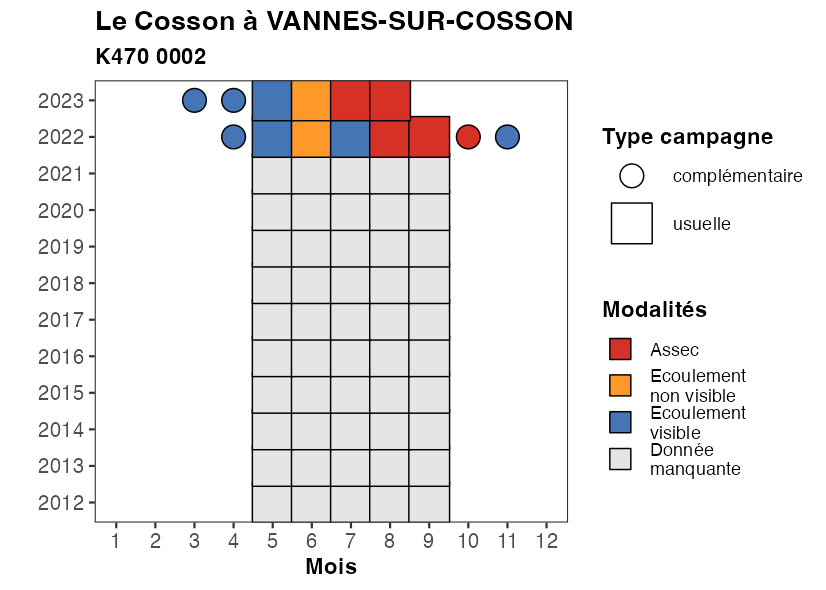 Le Cosson à VANNES-SUR-COSSON
K470 0002
2023
2022
2021
2020
2019
2018
2017
2016
2015
2014
2013
2012
1 2 3 4 5 6 7 8 9 10 11 12
Mois
Type campagne
complémentaire
usuelle
Modalités
Assec
Ecoulement
non visible
Ecoulement
visible
Donnée
manquante